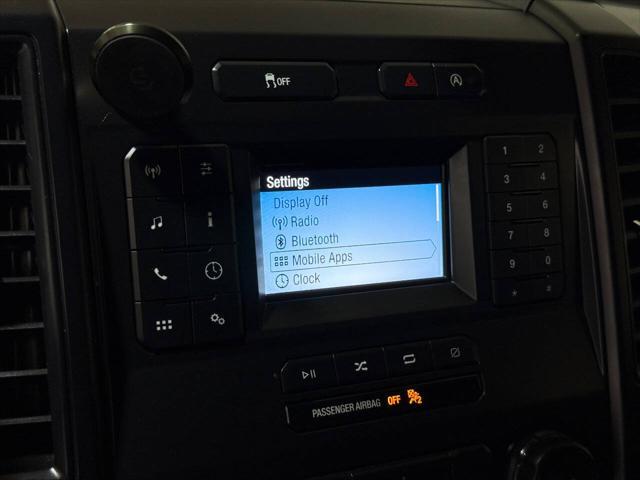 OFF
A
Settings
Display Off
Radio
Bluetooth
Mobile Apps
Clock
i
1 2
3 4
5 6
7 8
9 0
* #
PASSENGER AIRBAG OFF 2